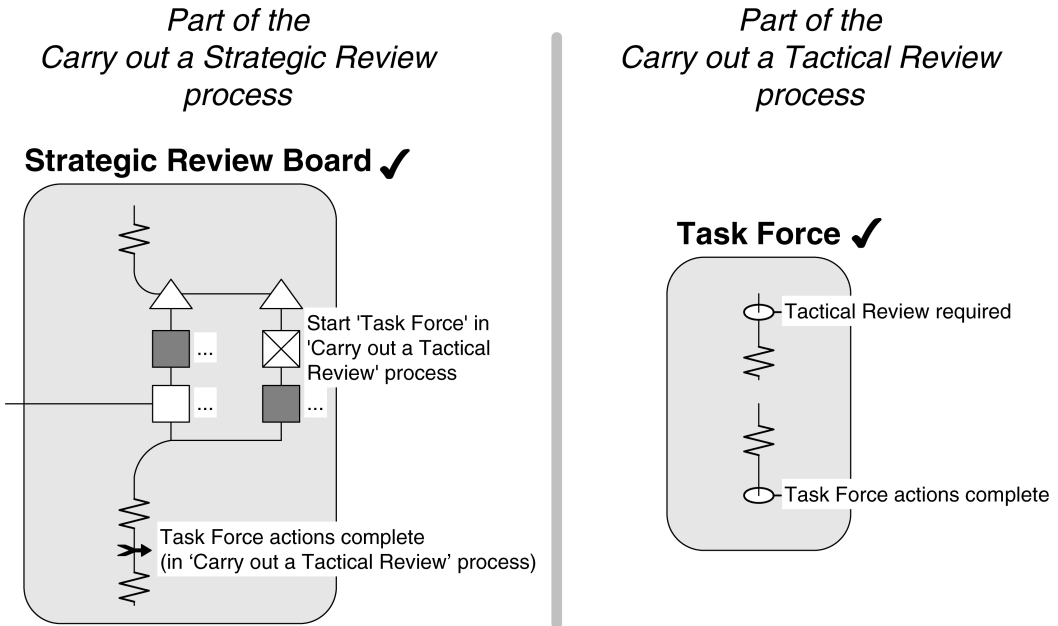 Part of the
Carry out a Strategic Review
process
Strategic Review Board ✓
...
Start 'Task Force' in
'Carry out a Tactical
Review' process
...
...
Task Force actions complete
(in ‘Carry out a Tactical Review’ process)
Part of the
Carry out a Tactical Review
process
Task Force ✓
Tactical Review required
Task Force actions complete